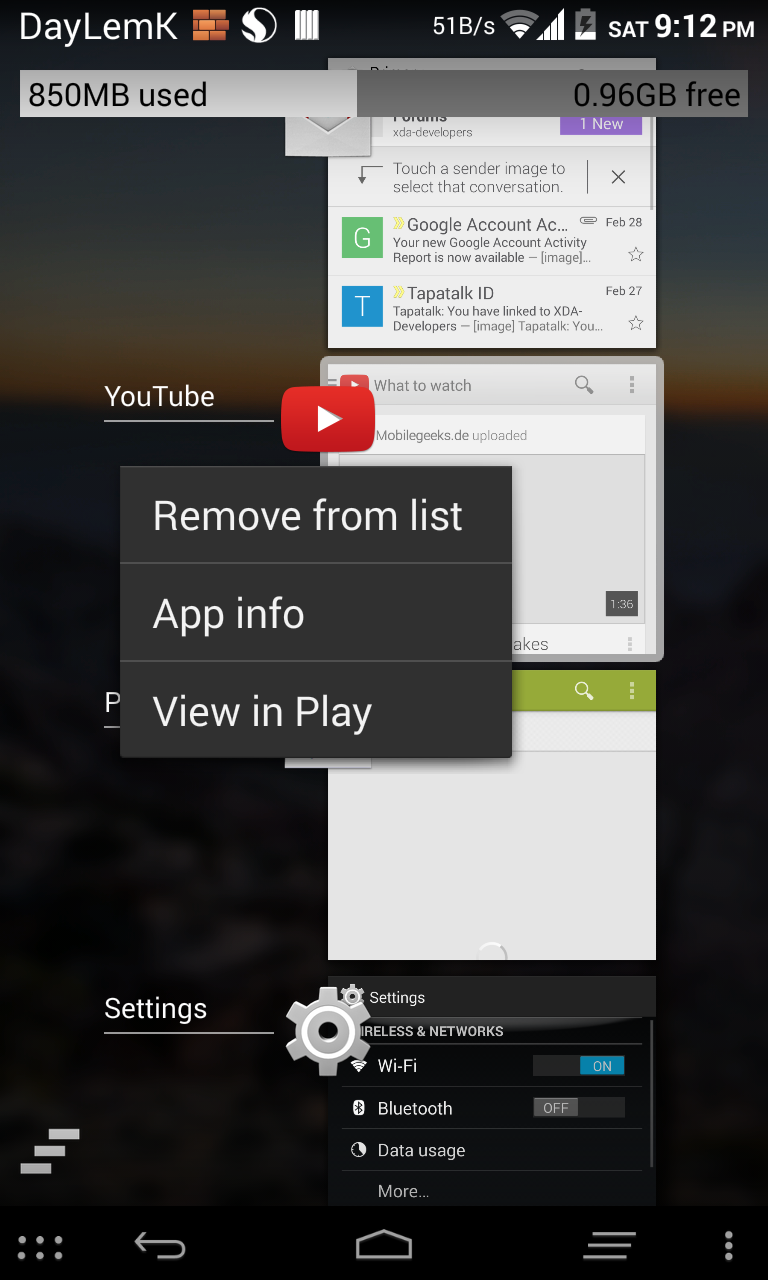 DayLemK
51B/s
SAT 9:12 PM
850MB used
0.96GB free
Forums
1 New
xda-developers
Touch a sender image to
select that conversation.
G
Google Account Ac...
Feb 28
Your new Google Account Activity
Report is now available — [image]...
T
Tapatalk ID
Feb 27
Tapatalk: You have linked to XDA-
Developers — [image] Tapatalk: You...
YouTube
What to watch
Mobilegeeks.de uploaded
Remove from list
App info
1:36
akes
P
View in Play
Settings
Settings
IRELESS & NETWORKS
Wi-Fi
ON
Bluetooth
OFF
Data usage
More...